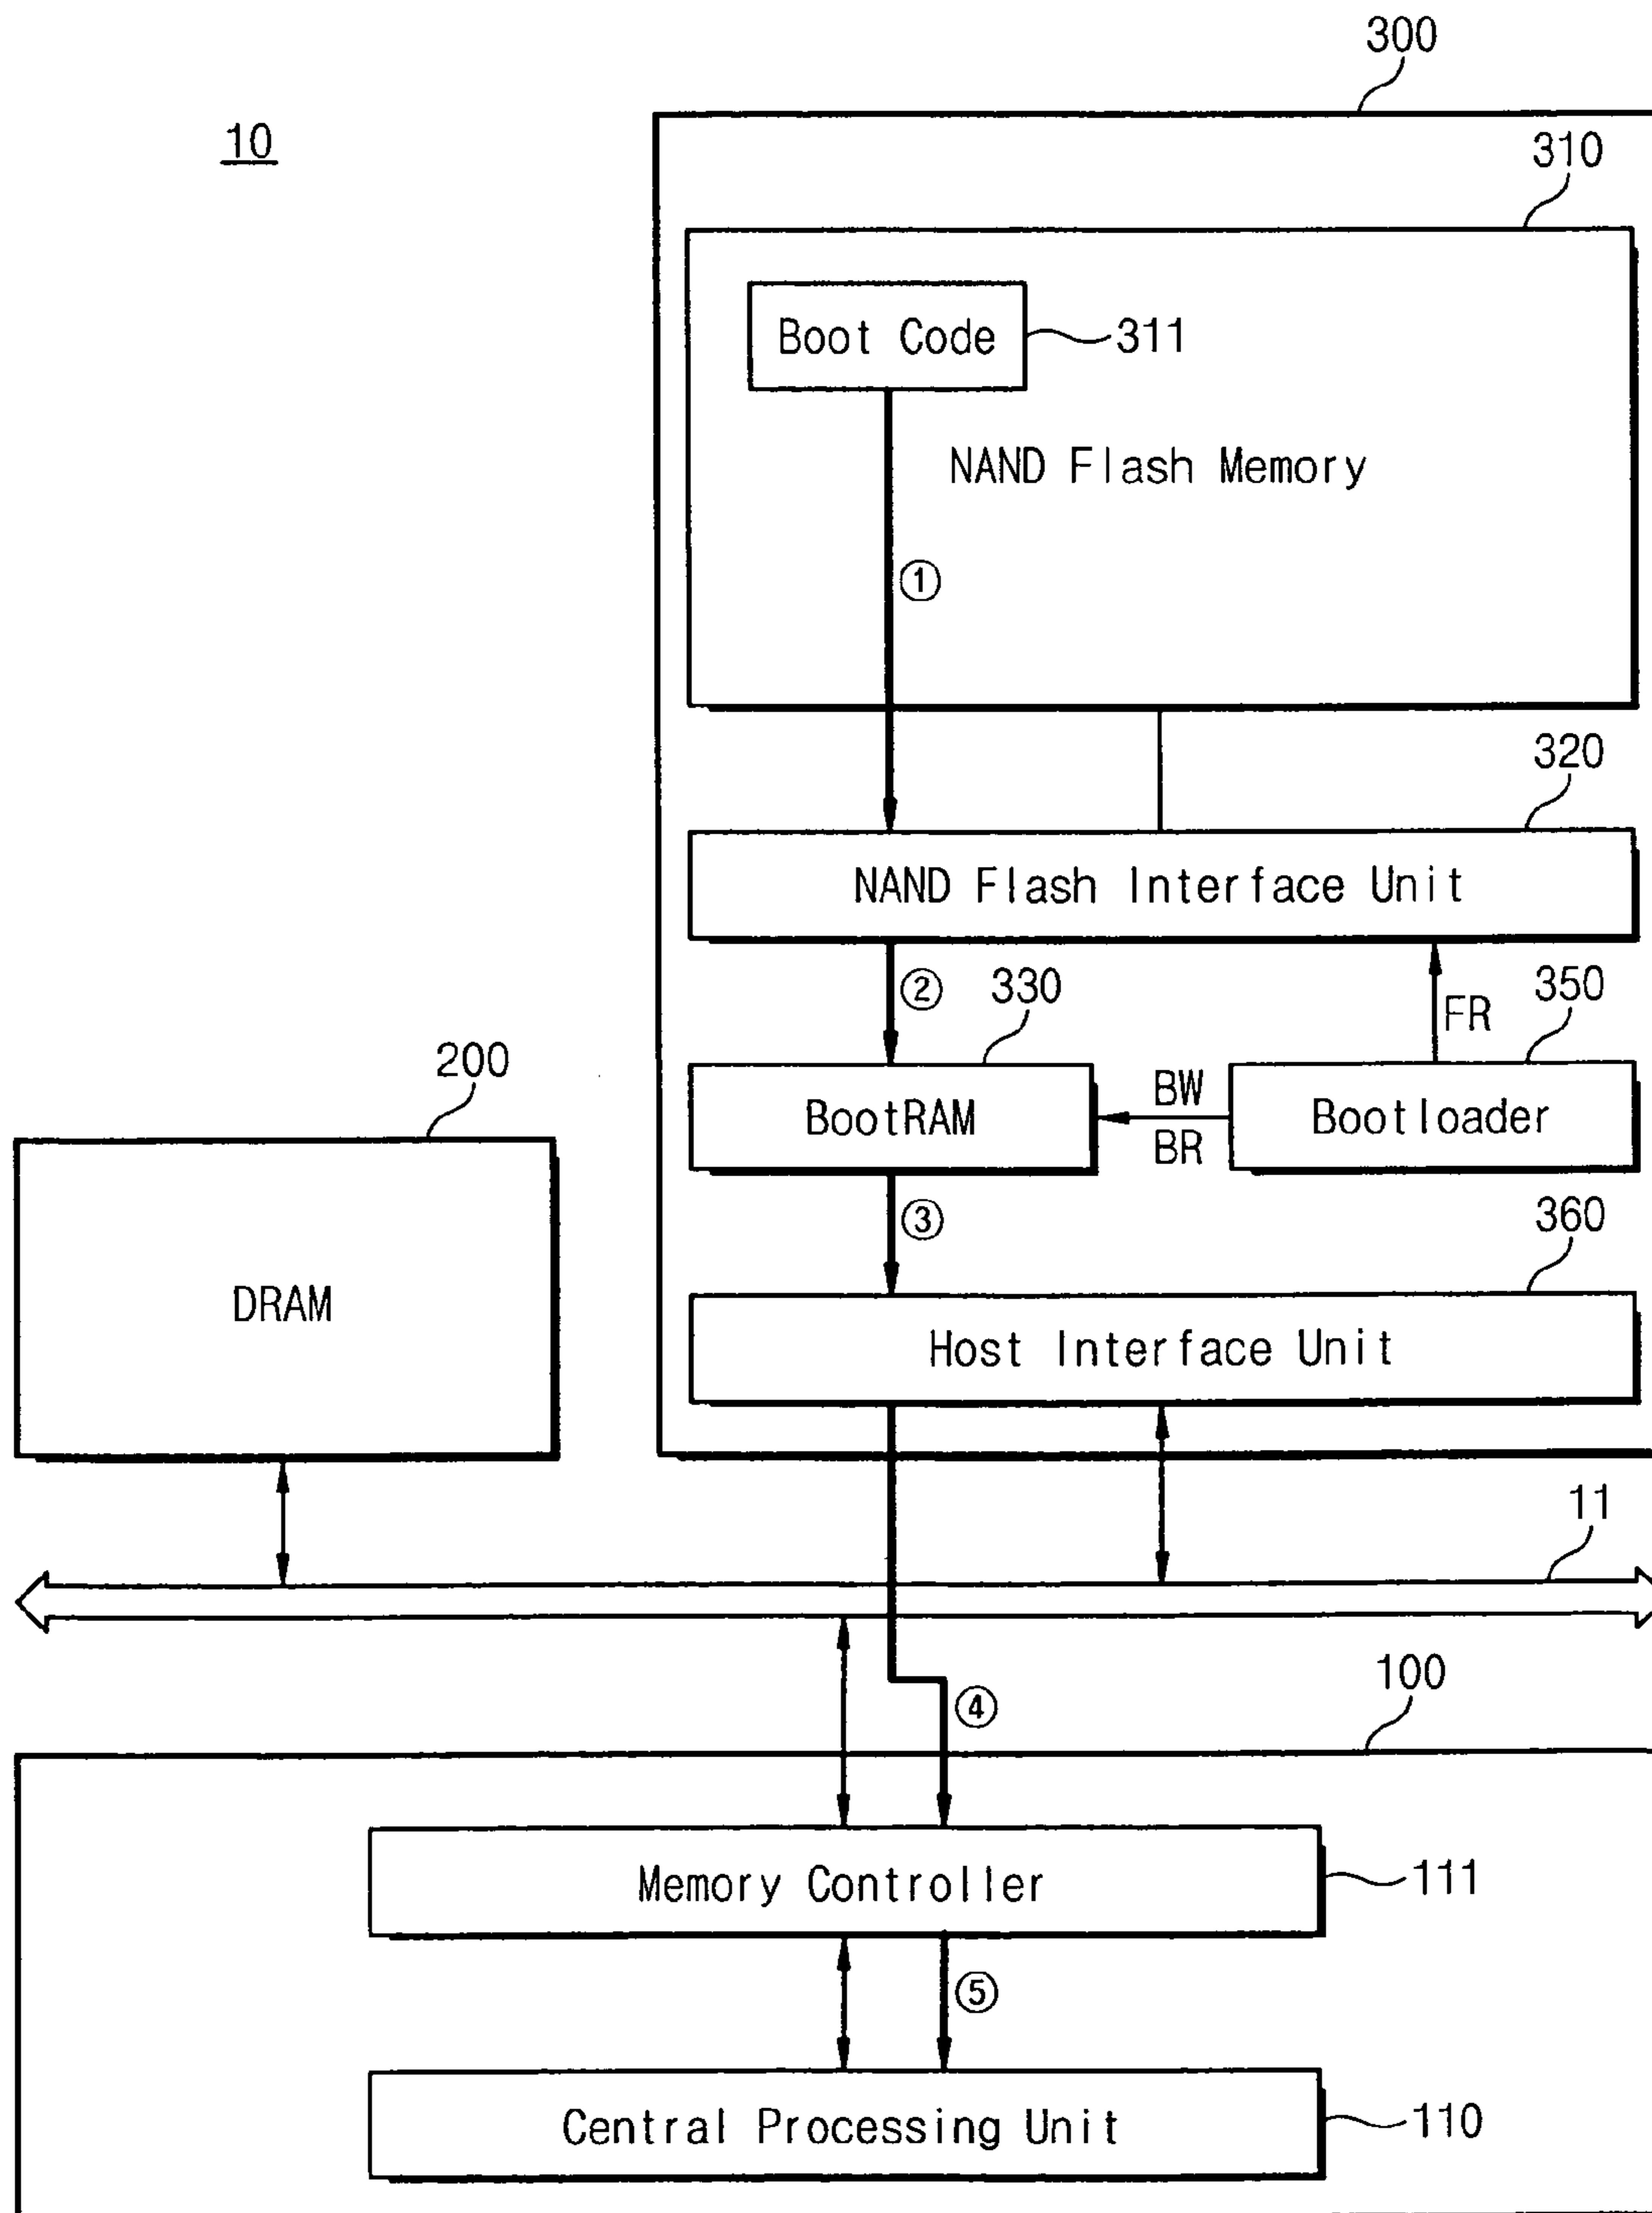 300
10
310
Boot Code
311
NAND Flash Memory
①
320
NAND Flash Interface Unit
②
330
FR
350
200
BootRAM
BW
BR
Bootloader
③
360
DRAM
Host Interface Unit
11
④
100
Memory Controller
111
⑤
Central Processing Unit
110